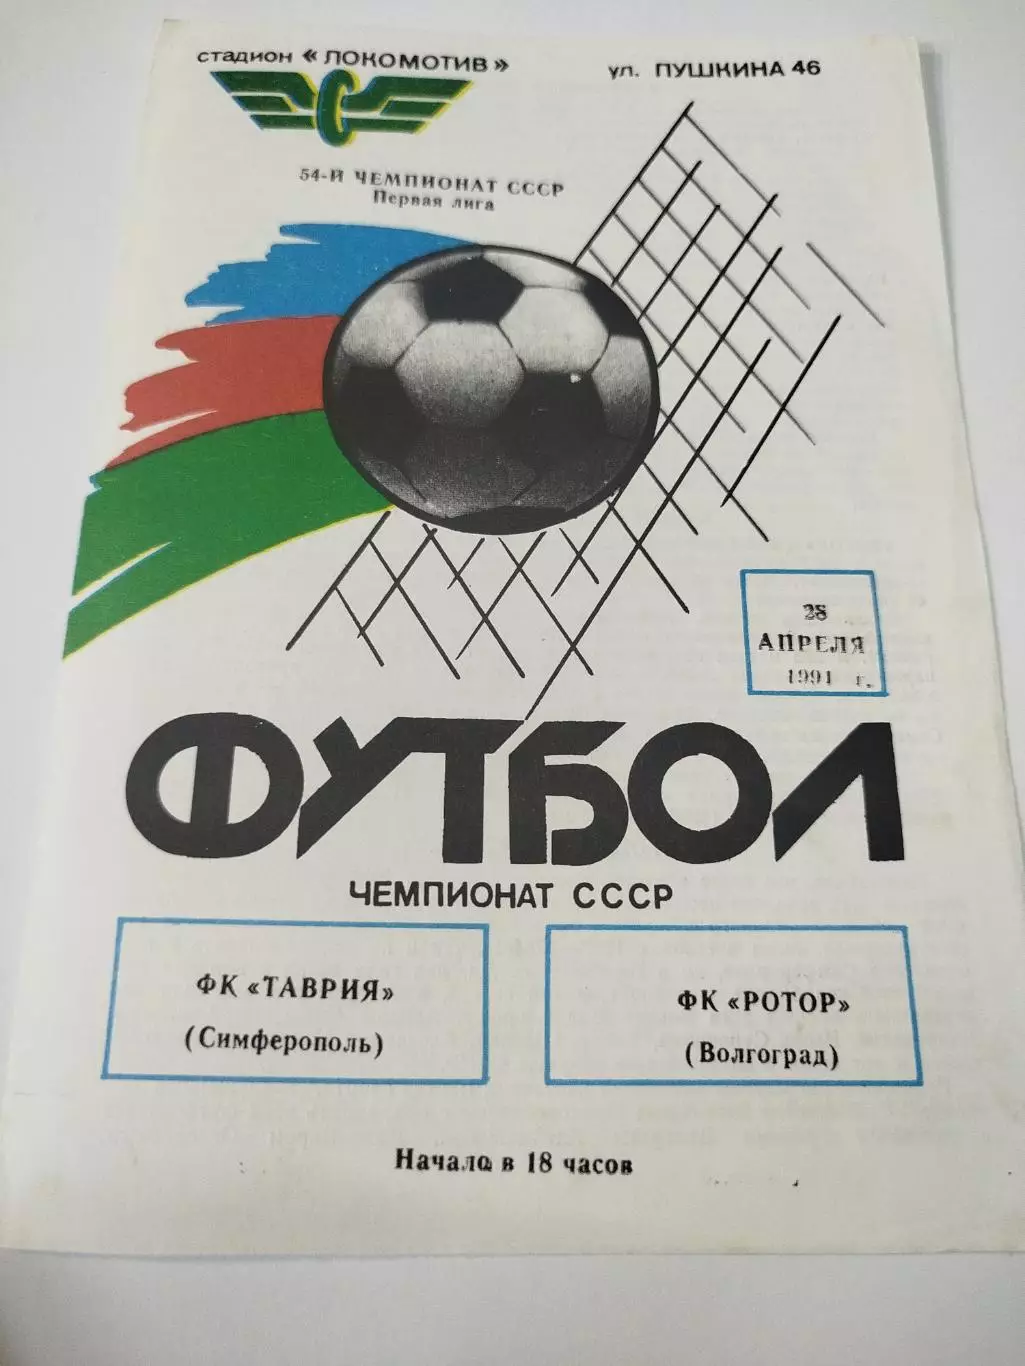 стадион «ЛОКОМОТИВ»
ул. ПУШКИНА 46
54-Й ЧЕМПИОНАТ СССР
Первая лига
28
АПРЕЛЯ
1991 г.
ФУТБОЛ
ЧЕМПИОНАТ СССР
ФК «ТАВРИЯ»
(Симферополь)
ФК «РОТОР»
(Волгоград)
Начало в 18 часов